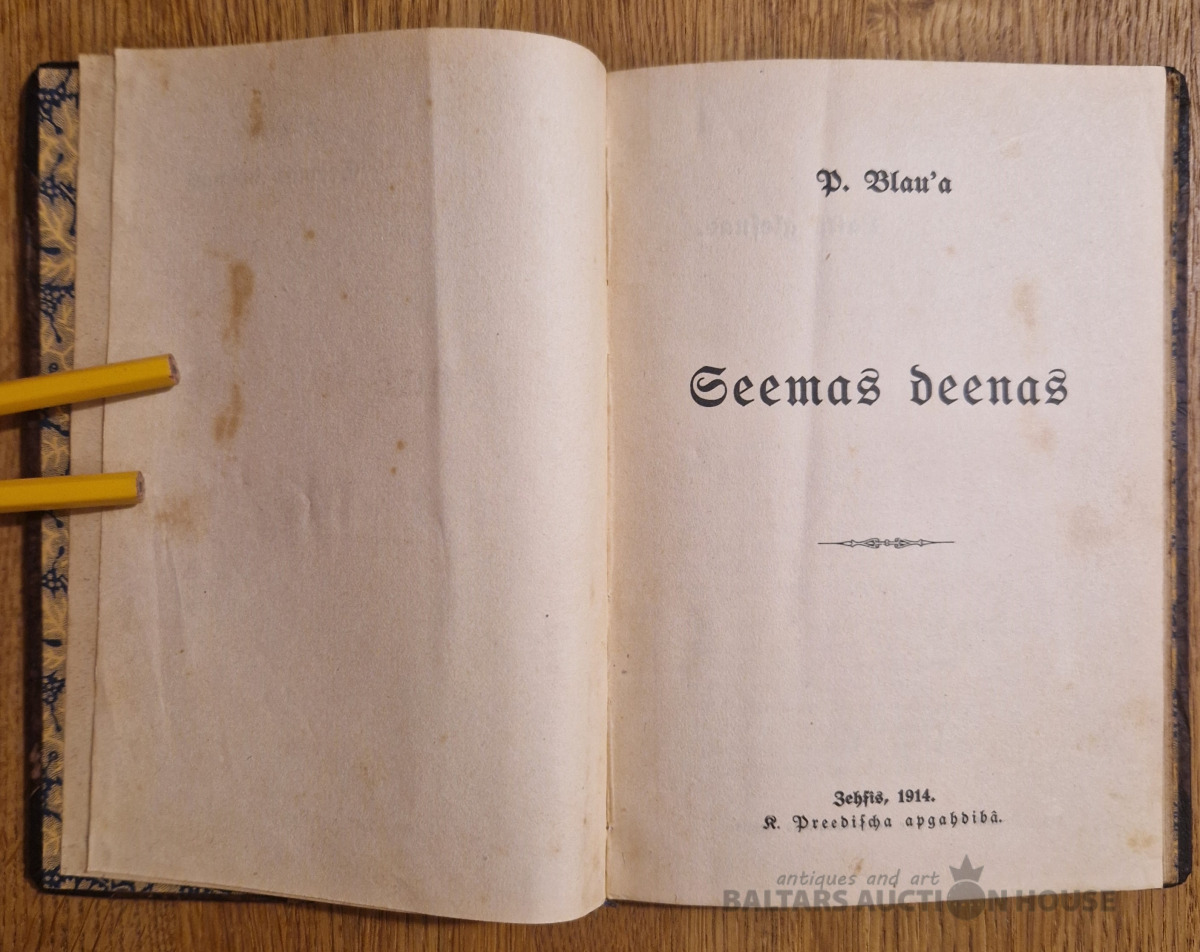 P. Blau'a
Seemas deenas
Zehsis, 1914.
K. Preediſcha apgahdibâ.
antiques and art
BALTARS AUCTION HOUSE